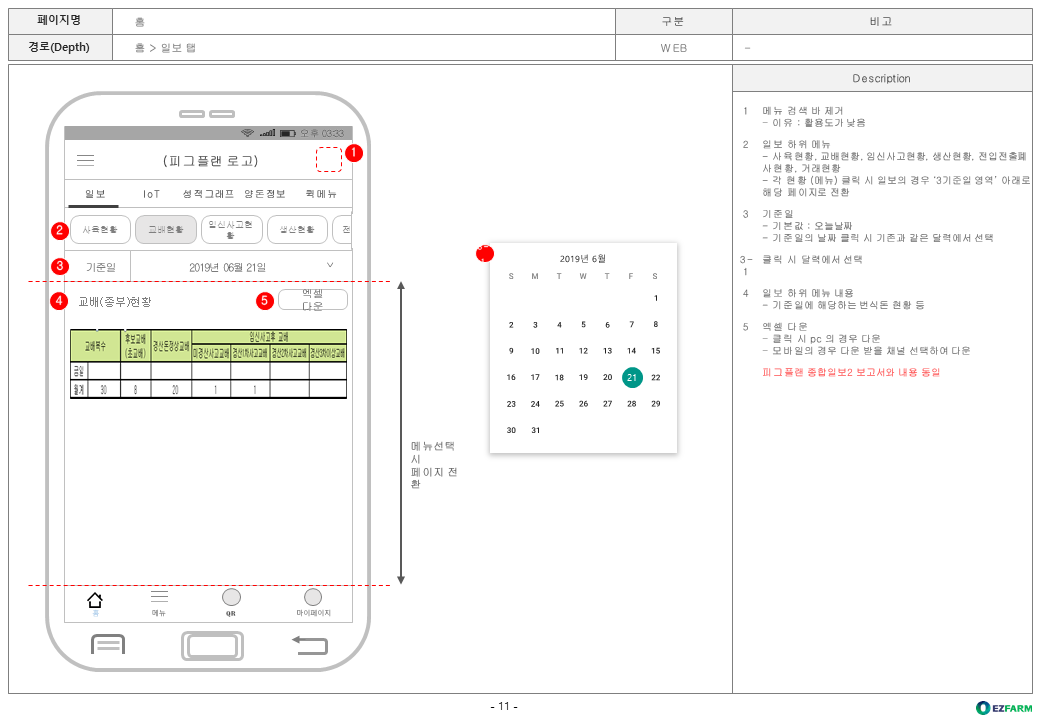 페이지명 홈 구분 비고
경로(Depth) 홈 > 일보 탭 WEB -
Description
오후 03:33
(피그플랜 로고) 1
일보 IoT 성적그래프 양돈정보 퀵메뉴
2 사육현황 교배현황 임신사고현황 생산현황 전
3 기준일 2019년 06월 21일
4 교배(종부)현황 5 엑셀 다운
교배복수 후보교배 (초교배) 경산돈정상교배 임신사고후 교배
미경산사고교배 경산1차사고교배 경산2차사고교배 경산3차이상교배
금일
월계 30 8 20 1 1
메뉴선택
시
페이지 전
환
홈 메뉴 QR 마이페이지
3-1
2019년 6월
S M T W T F S
1
2 3 4 5 6 7 8
9 10 11 12 13 14 15
16 17 18 19 20 21 22
23 24 25 26 27 28 29
30 31
1 메뉴 검색 바 제거
- 이유 : 활용도가 낮음
2 일보 하위 메뉴
- 사육현황, 교배현황, 임신사고현황, 생산현황, 전입전출폐
사현황, 거래현황
- 각 현황 (메뉴) 클릭 시 일보의 경우 '3기준일 영역' 아래로
해당 페이지로 전환
3 기준일
- 기본값 : 오늘날짜
- 기준일의 날짜 클릭 시 기존과 같은 달력에서 선택
3-1 클릭 시 달력에서 선택
4 일보 하위 메뉴 내용
- 기준일에 해당하는 번식돈 현황 등
5 엑셀 다운
- 클릭 시 pc 의 경우 다운
- 모바일의 경우 다운 받을 채널 선택하여 다운
피그플랜 종합일보2 보고서와 내용 동일
- 11 -
EZFARM